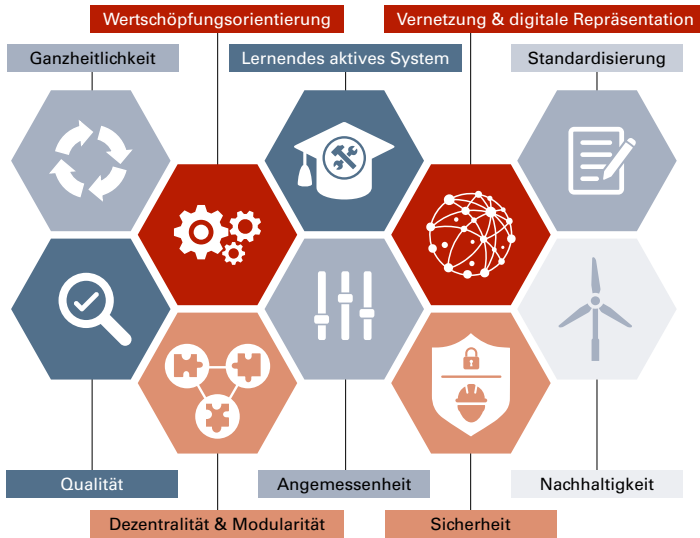 Wertschöpfungsorientierung
Vernetzung & digitale Repräsentation
Ganzheitlichkeit
Lernendes aktives System
Standardisierung
Qualität
Angemessenheit
Nachhaltigkeit
Dezentralität & Modularität
Sicherheit